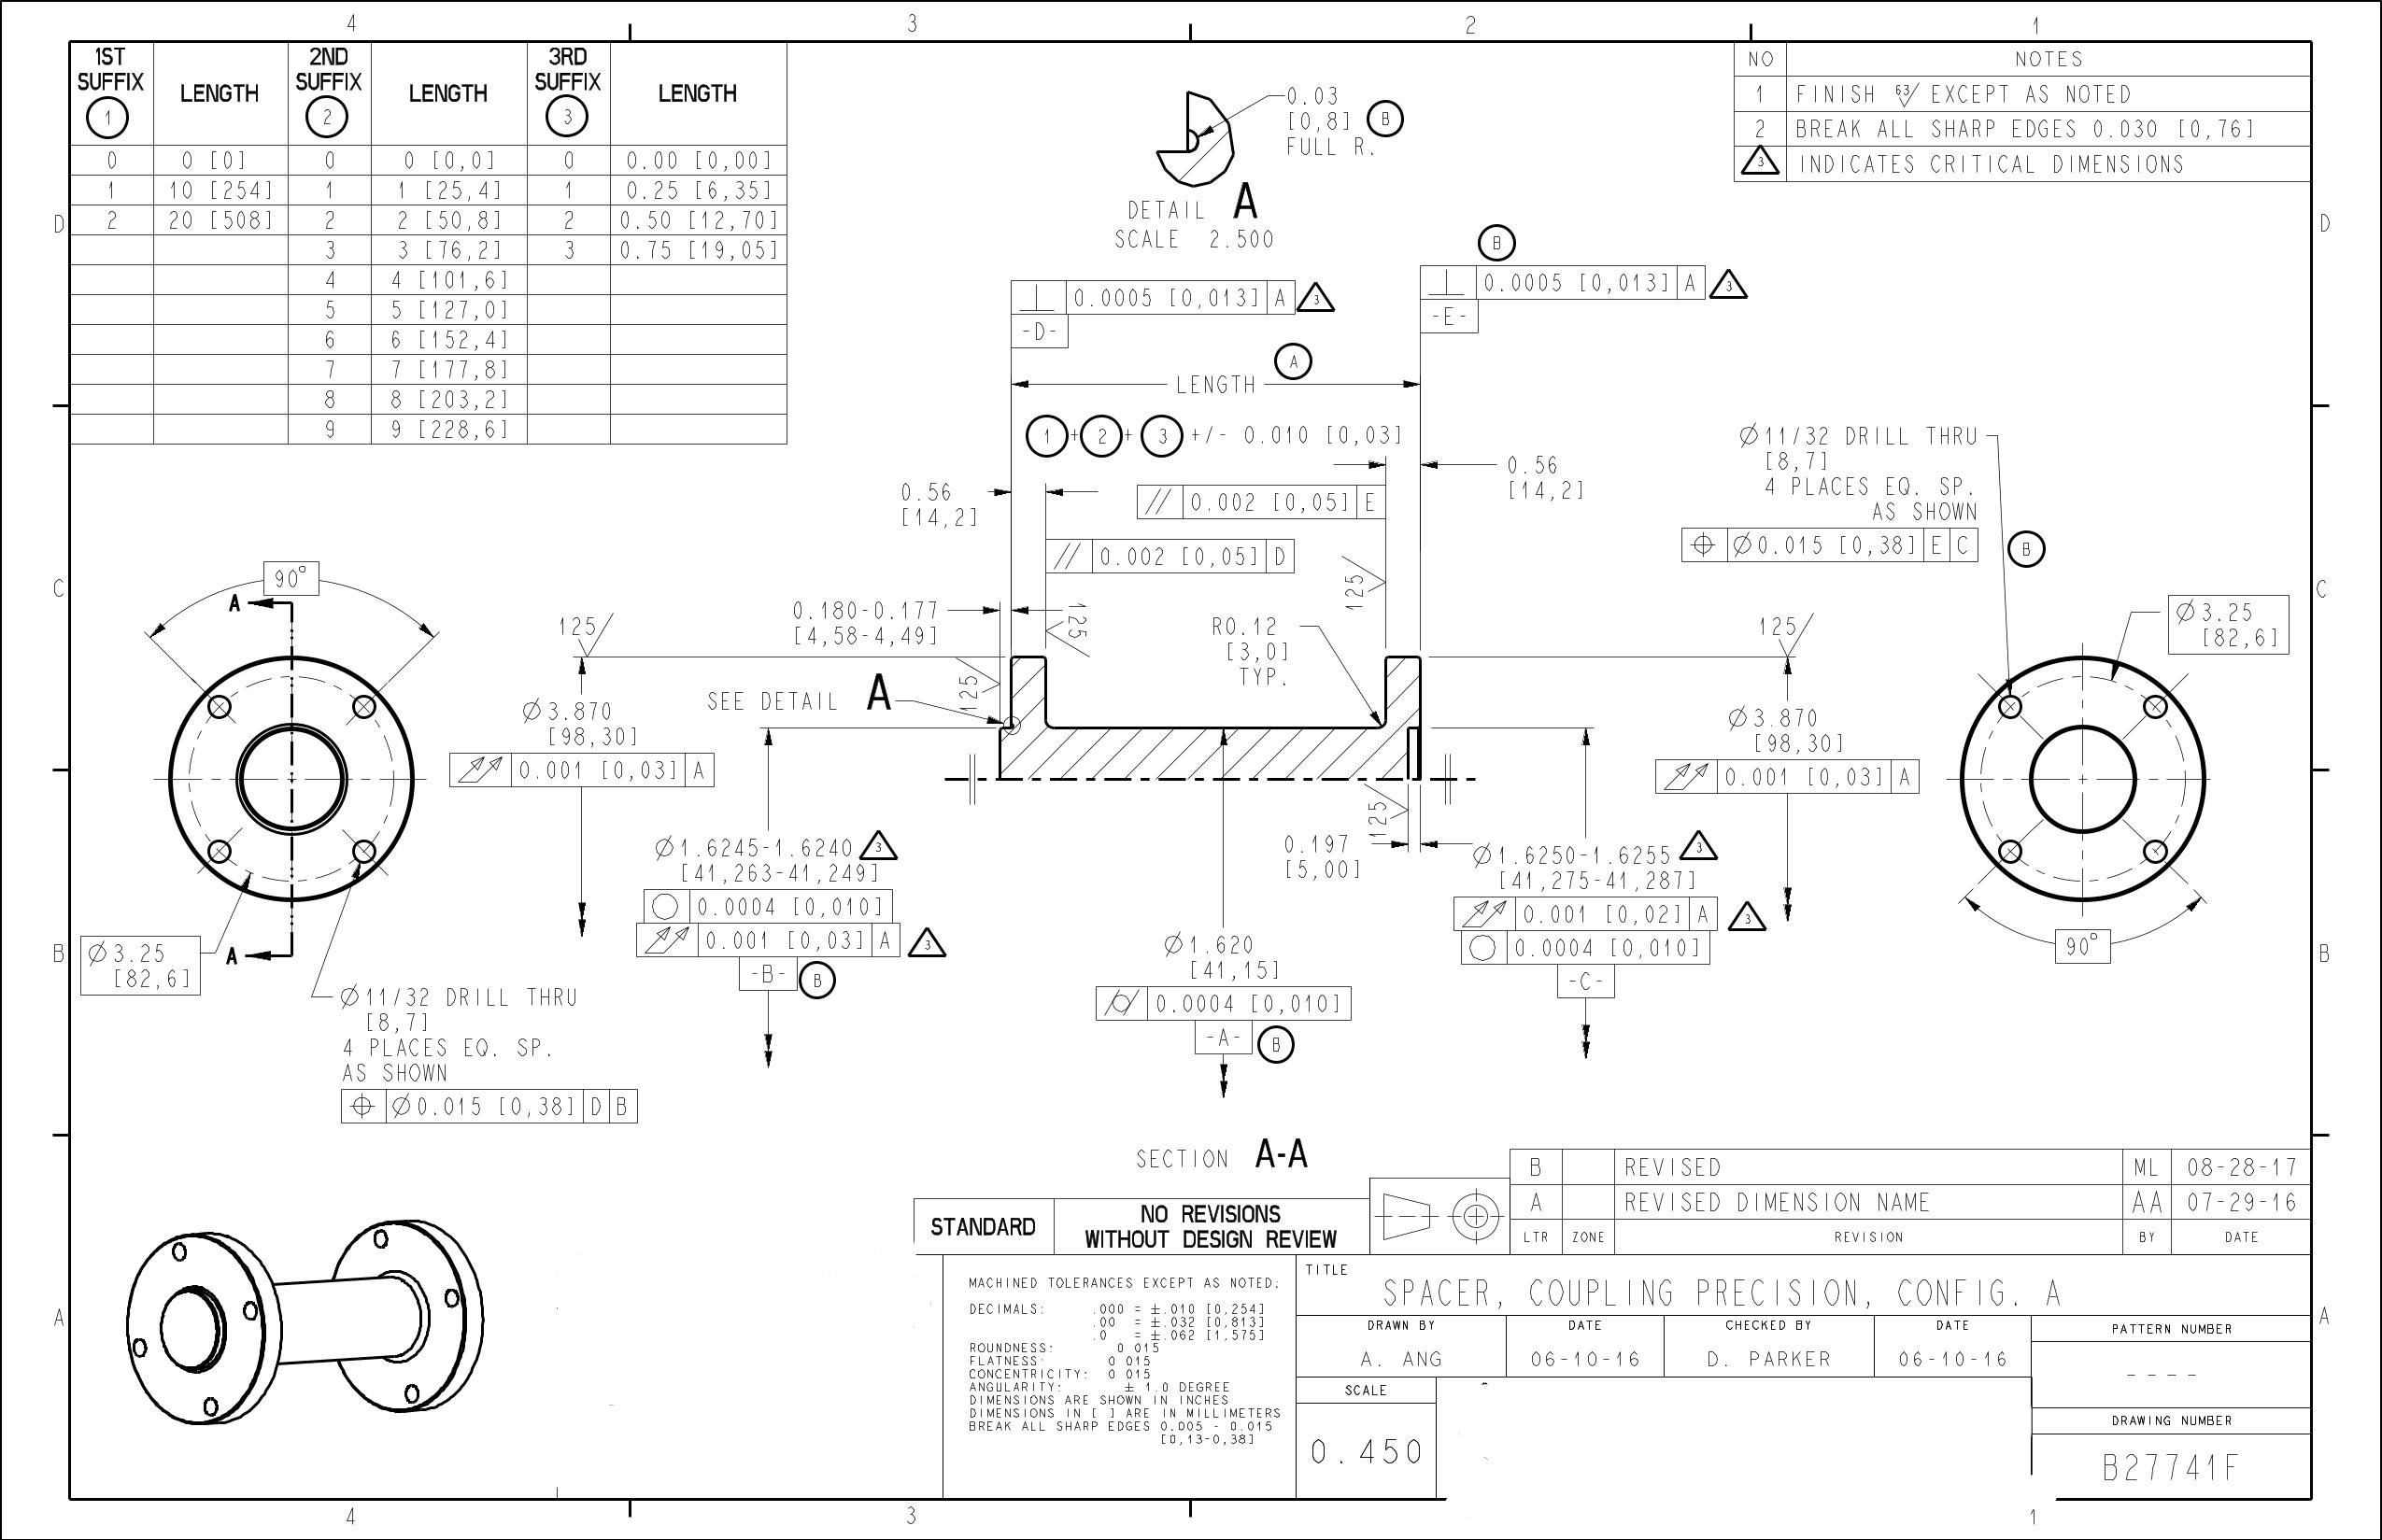 4 3 2 1
1ST SUFFIX 1 LENGTH 2ND SUFFIX 2 LENGTH 3RD SUFFIX 3 LENGTH
0 0 [0] 0 0 [0,0] 0 0.00 [0,00]
1 10 [254] 1 1 [25,4] 1 0.25 [6,35]
2 20 [508] 2 2 [50,8] 2 0.50 [12,70]
3 3 [76,2] 3 0.75 [19,05]
4 4 [101,6]
5 5 [127,0]
6 6 [152,4]
7 7 [177,8]
8 8 [203,2]
9 9 [228,6]
0.03
[0,8] B
FULL R.
DETAIL A
SCALE 2.500
NO NOTES
1 FINISH 63 EXCEPT AS NOTED
2 BREAK ALL SHARP EDGES 0.030 [0,76]
3 INDICATES CRITICAL DIMENSIONS
D D
B
⊥ 0.0005 [0,013] A 3
-D-
⊥ 0.0005 [0,013] A 3
-E-
A
LENGTH
1 + 2 + 3 +/- 0.010 [0,03]
0.56
[14,2]
0.56
[14,2]
// 0.002 [0,05] E
// 0.002 [0,05] D
Ø11/32 DRILL THRU
[8,7]
4 PLACES EQ. SP.
AS SHOWN
⌖ Ø0.015 [0,38] E C
B
C C
90°
A
0.180-0.177
[4,58-4,49]
125
125
125
125
R0.12
[3,0]
TYP.
125
Ø3.25
[82,6]
SEE DETAIL A
Ø3.870
[98,30]
0.001 [0,03] A
Ø3.870
[98,30]
0.001 [0,03] A
125
0.197
[5,00]
Ø1.6245-1.6240 3
[41,263-41,249]
○ 0.0004 [0,010]
0.001 [0,03] A 3
-B- B
Ø1.6250-1.6255 3
[41,275-41,287]
0.001 [0,02] A 3
○ 0.0004 [0,010]
-C-
Ø1.620
[41,15]
⌭ 0.0004 [0,010]
-A- B
90°
B B
A
Ø3.25
[82,6]
Ø11/32 DRILL THRU
[8,7]
4 PLACES EQ. SP.
AS SHOWN
⌖ Ø0.015 [0,38] D B
SECTION A-A
B REVISED ML 08-28-17
A REVISED DIMENSION NAME AA 07-29-16
LTR ZONE REVISION BY DATE
STANDARD
NO REVISIONS
WITHOUT DESIGN REVIEW
A A
MACHINED TOLERANCES EXCEPT AS NOTED:
DECIMALS: .000 = ±.010 [0,254]
.00 = ±.032 [0,813]
.0 = ±.062 [1,575]
ROUNDNESS: 0 015
FLATNESS: 0 015
CONCENTRICITY: 0 015
ANGULARITY: ± 1.0 DEGREE
DIMENSIONS ARE SHOWN IN INCHES
DIMENSIONS IN [ ] ARE IN MILLIMETERS
BREAK ALL SHARP EDGES 0.005 - 0.015
[0,13-0,38]
TITLE
SPACER, COUPLING PRECISION, CONFIG. A
DRAWN BY DATE CHECKED BY DATE
A. ANG 06-10-16 D. PARKER 06-10-16
PATTERN NUMBER
----
SCALE
0.450
DRAWING NUMBER
B27741F
4 3 1